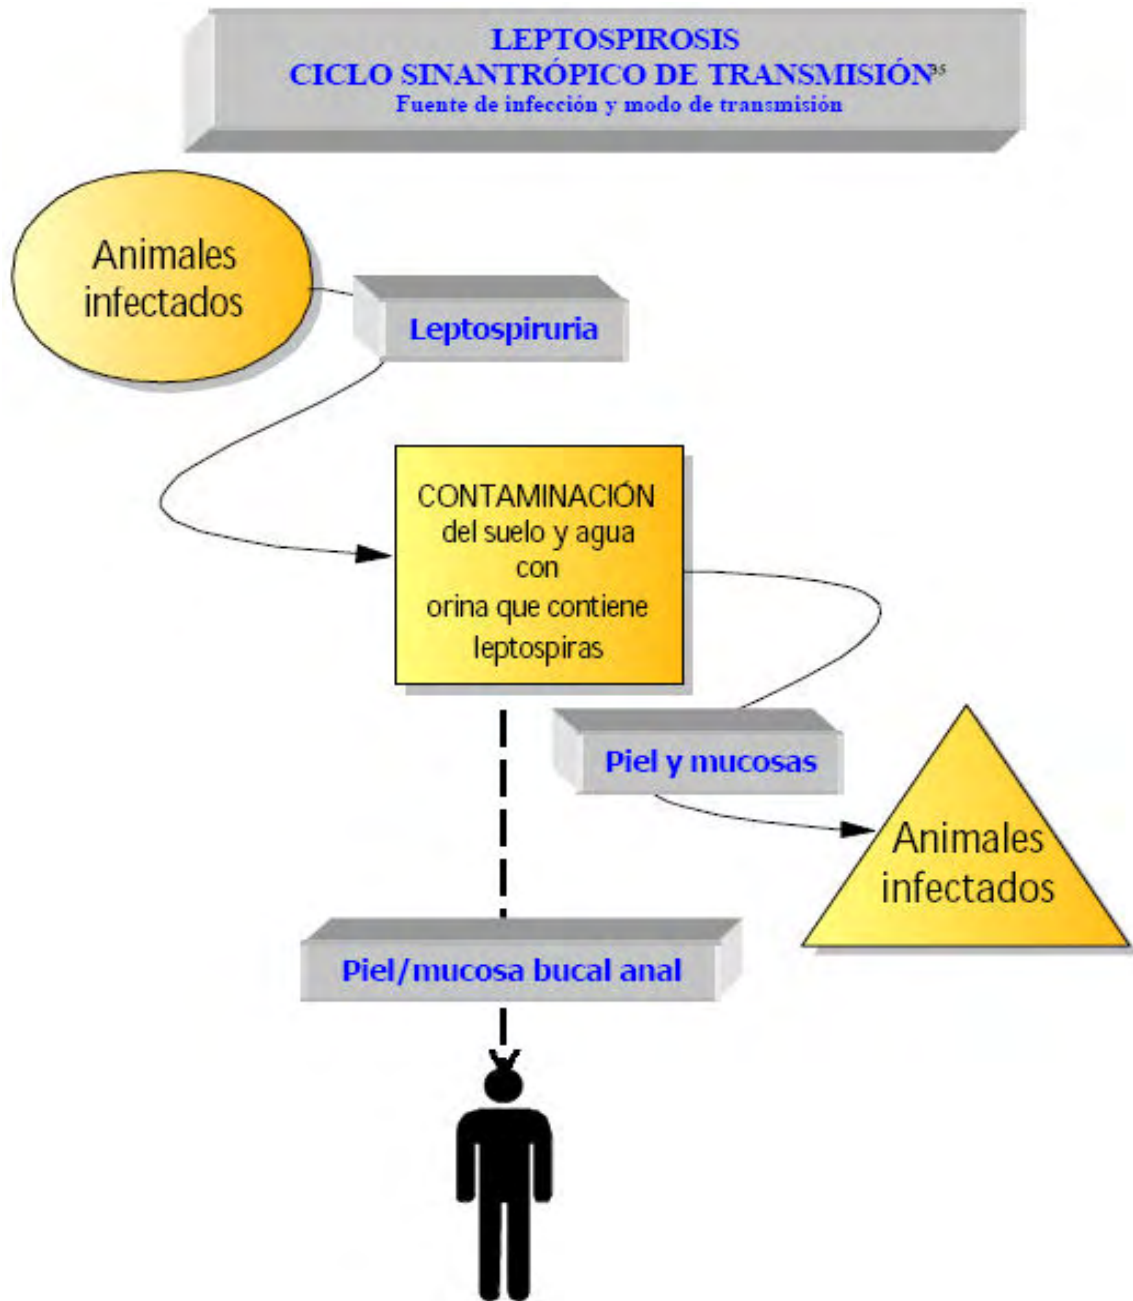 LEPTOSPIROSIS
CICLO SINANTRÓPICO DE TRANSMISIÓN³⁵
Fuente de infección y modo de transmisión
Animales
infectados
Leptospiruria
CONTAMINACIÓN
del suelo y agua
con
orina que contiene
leptospiras
Piel y mucosas
Animales
infectados
Piel/mucosa bucal anal